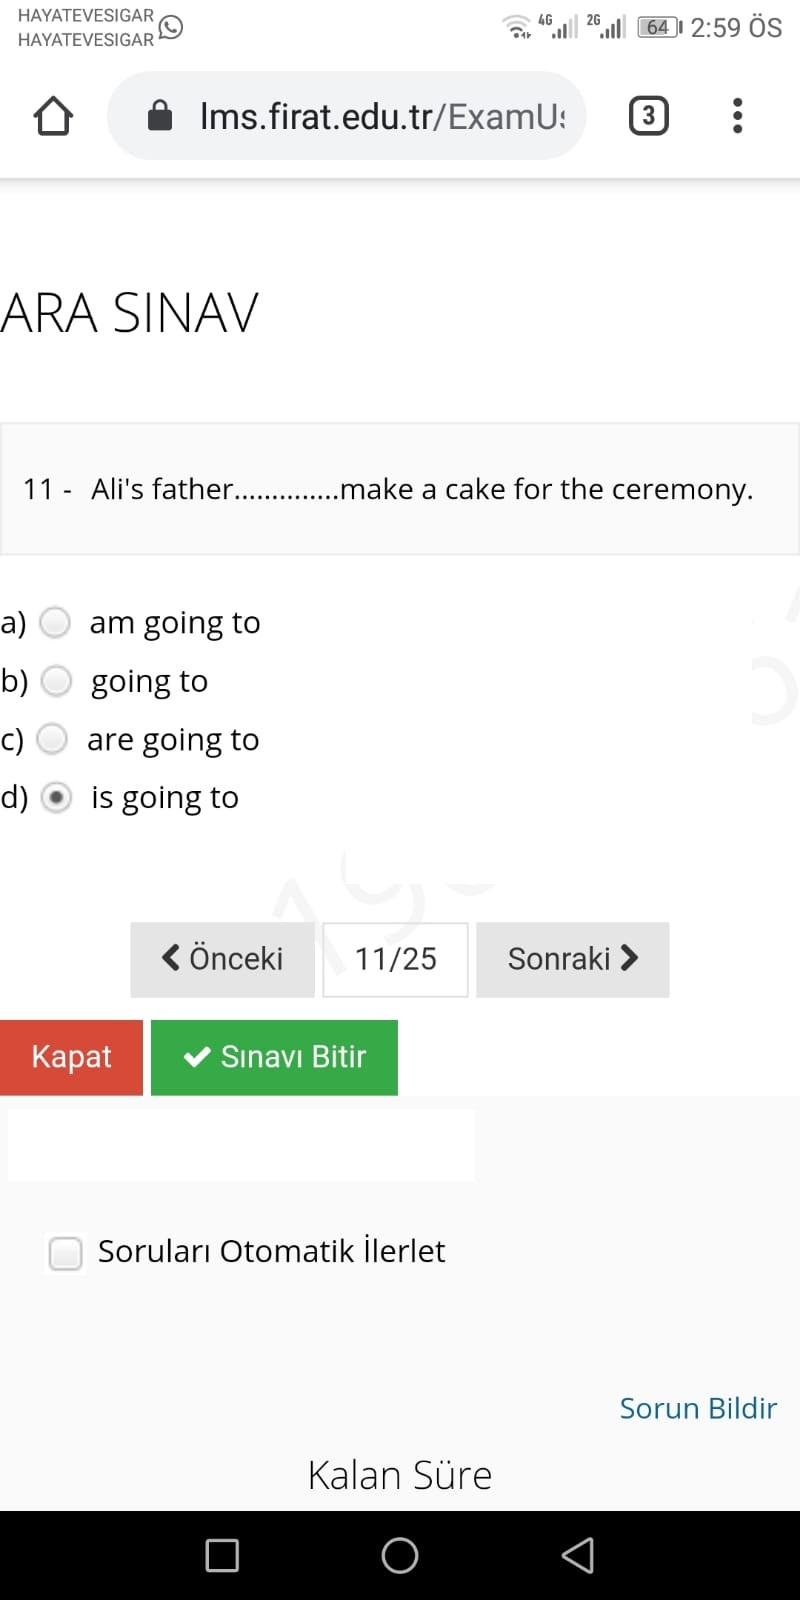 HAYATEVESIGAR
HAYATEVESIGAR
4G 2G 64 2:59 ÖS
lms.firat.edu.tr/ExamUs
3
ARA SINAV
11 - Ali's father..............make a cake for the ceremony.
a) am going to
b) going to
c) are going to
d) is going to
Önceki 11/25 Sonraki
Kapat Sınavı Bitir
Soruları Otomatik İlerlet
Sorun Bildir
Kalan Süre